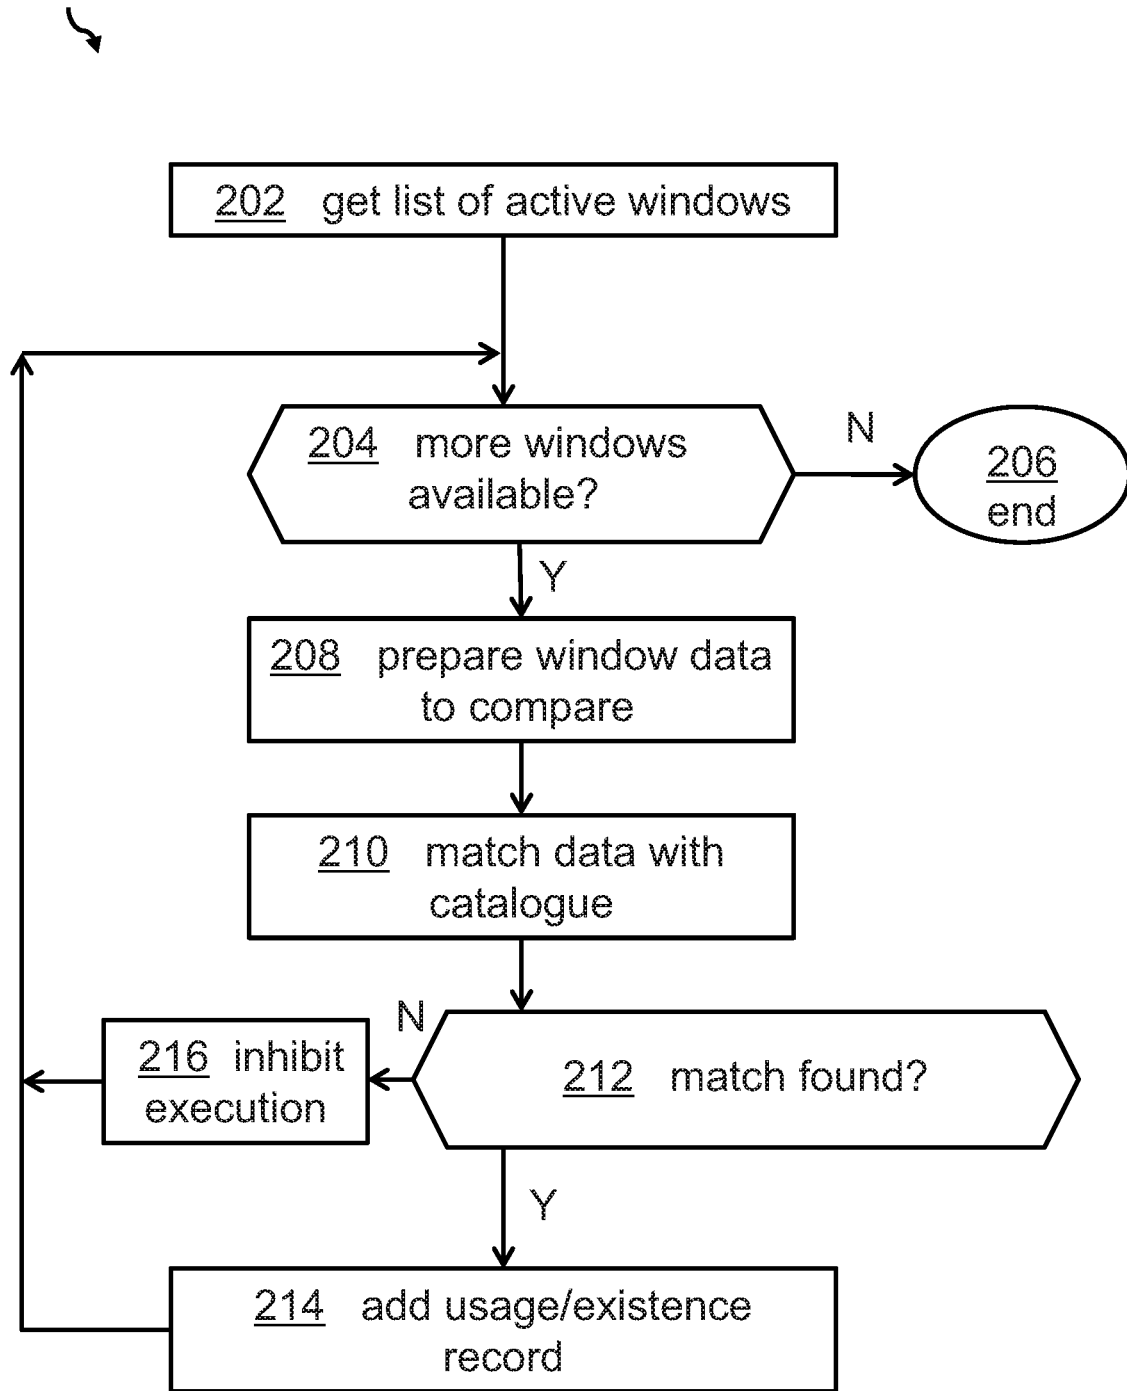 202 get list of active windows
204 more windows
available?
N
206
end
Y
208 prepare window data
to compare
210 match data with
catalogue
N
216 inhibit
execution
212 match found?
Y
214 add usage/existence
record